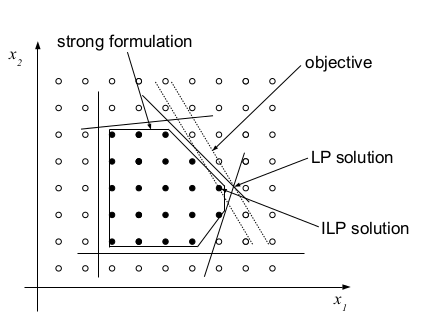 strong formulation
x2
objective
LP solution
ILP solution
x1